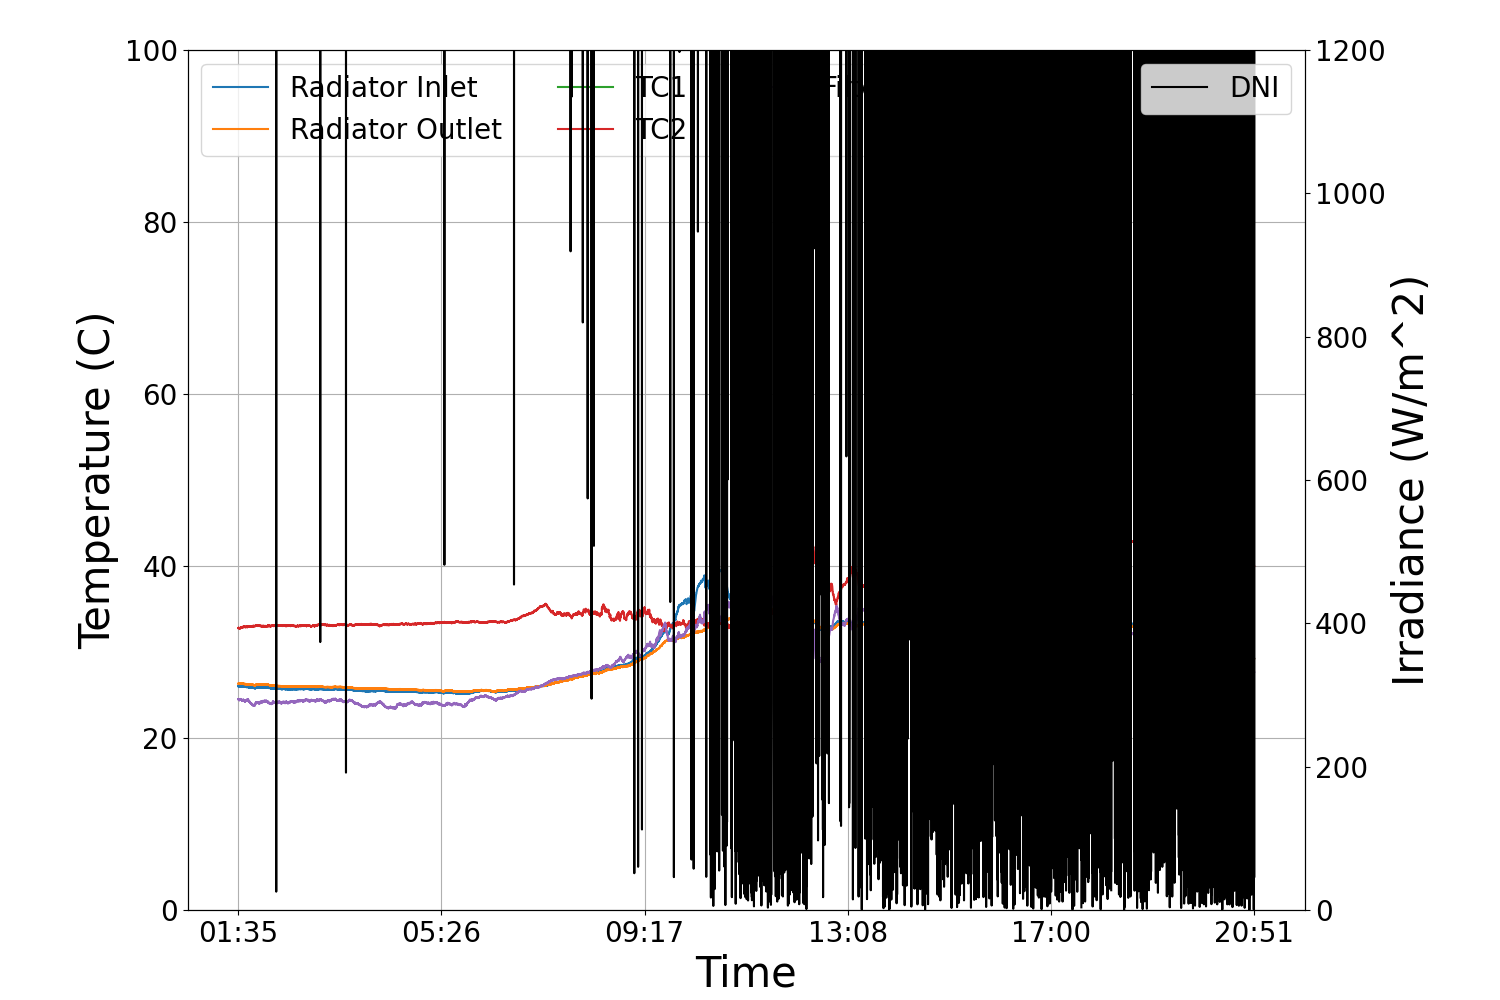 Radiator Inlet
Radiator Outlet
TC1
TC2
DNI
100
80
60
40
20
0
Temperature (C)
1200
1000
800
600
400
200
0
Irradiance (W/m^2)
01:35 05:26 09:17 13:08 17:00 20:51
Time